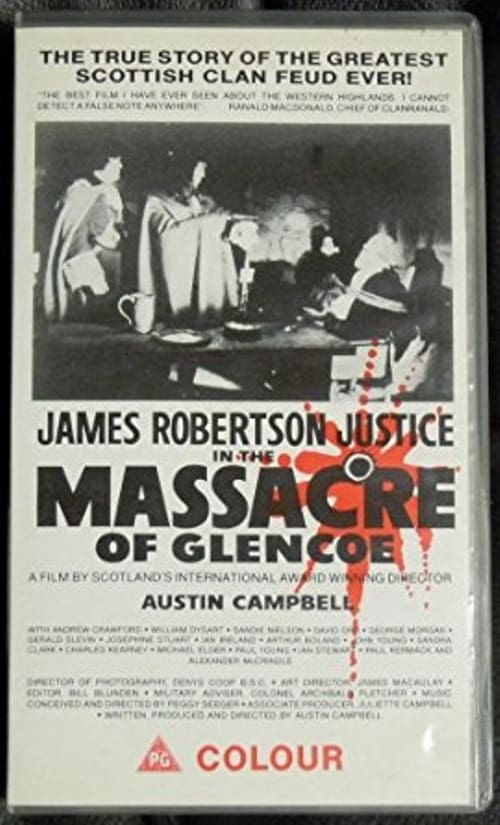 THE TRUE STORY OF THE GREATEST
SCOTTISH CLAN FEUD EVER!
"THE BEST FILM I HAVE EVER SEEN ABOUT THE WESTERN HIGHLANDS. I CANNOT
DETECT A FALSE NOTE ANYWHERE". RANALD MACDONALD, CHIEF OF CLANRANALD.
JAMES ROBERTSON JUSTICE
IN THE
MASSACRE
OF GLENCOE
A FILM BY SCOTLAND'S INTERNATIONAL AWARD WINNING DIRECTOR
AUSTIN CAMPBELL
WITH ANDREW CRAWFORD • WILLIAM DYSART • SANDIE NIELSON • DAVID ORR • GEORGE MORGAN •
GERALD SLEVIN • JOSEPHINE STUART • IAN IRELAND • ARTHUR BOLAND • JOHN YOUNG • SANDRA
CLARK • CHARLES KEARNEY • MICHAEL ELDER • PAUL YOUNG • IAN STEWART • PAUL KERMACK AND
ALEXANDER McCRINDLE
DIRECTOR OF PHOTOGRAPHY, DENYS COOP B.S.C. • ART DIRECTOR, JAMES MACAULAY •
EDITOR, BILL BLUNDEN • MILITARY ADVISER, COLONEL ARCHIBALD FLETCHER • MUSIC
CONCEIVED AND DIRECTED BY PEGGY SEEGER • ASSOCIATE PRODUCER, JULIETTE CAMPBELL
• WRITTEN, PRODUCED AND DIRECTED BY AUSTIN CAMPBELL
PG COLOUR